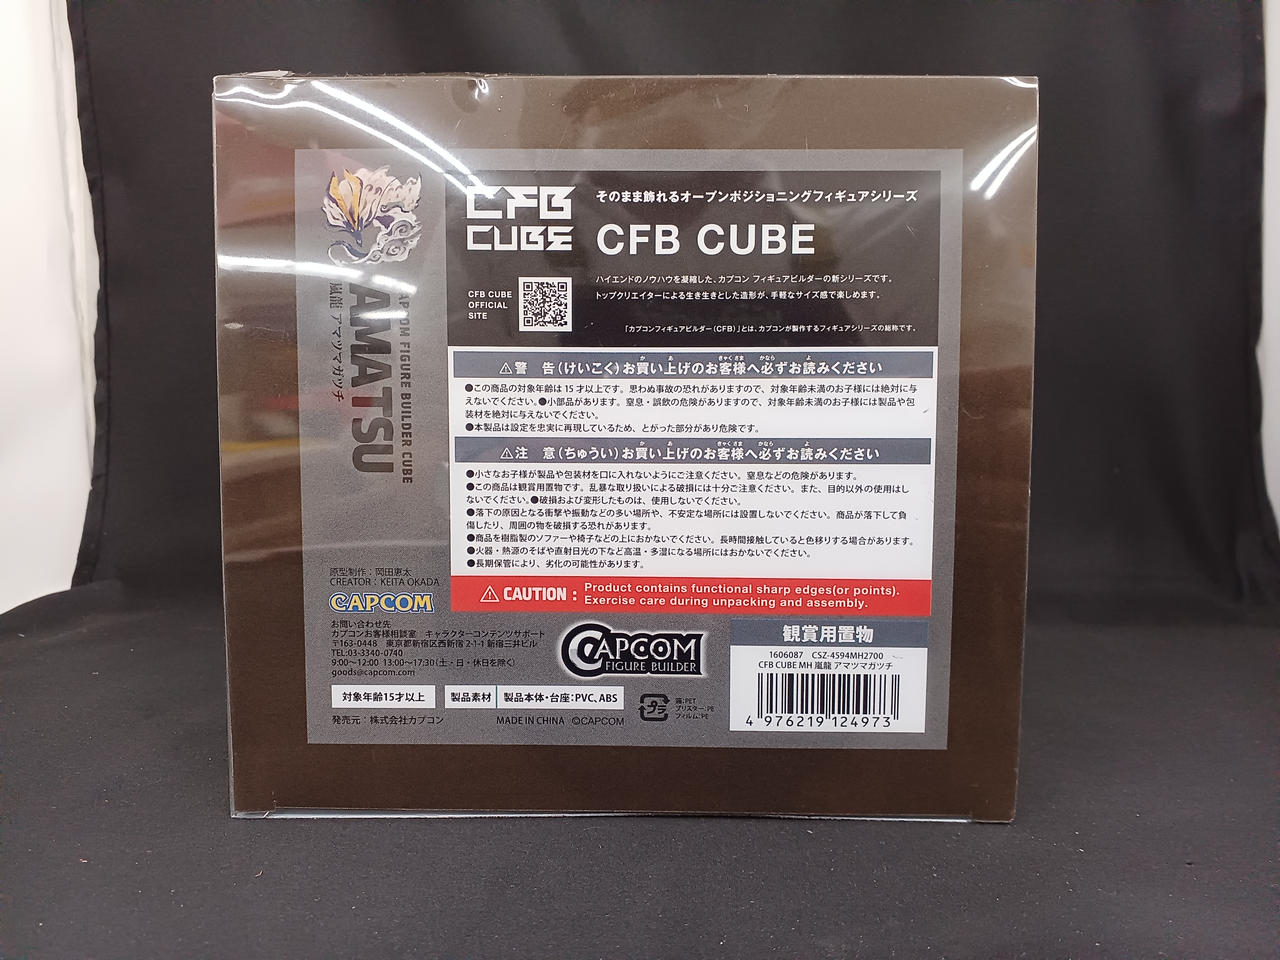 CFB
CUBE
そのまま飾れるオープンポジショニングフィギュアシリーズ
CFB CUBE
CFB CUBE
OFFICIAL
SITE
ハイエンドのノウハウを凝縮した、カプコン フィギュアビルダーの新シリーズです。
トップクリエイターによる生き生きとした造形が、手軽なサイズ感で楽しめます。
「カプコンフィギュアビルダー(CFB)」とは、カプコンが製作するフィギュアシリーズの総称です。
CAPCOM FIGURE BUILDER CUBE
AMATSU
嵐龍 アマツマガツチ
⚠警 告(けいこく)お買い上げのお客様へ必ずお読みください
●この商品の対象年齢は15才以上です。思わぬ事故の恐れがありますので、対象年齢未満のお子様には絶対に与
えないでください。●小部品があります。窒息・誤飲の危険がありますので、対象年齢未満のお子様には製品や包
装材を絶対に与えないでください。
●本製品は設定を忠実に再現しているため、とがった部分があり危険です。
⚠注 意(ちゅうい)お買い上げのお客様へ必ずお読みください
●小さなお子様が製品や包装材を口に入れないようにご注意ください。窒息などの危険があります。
●この商品は観賞用置物です。乱暴な取り扱いによる破損には十分ご注意ください。また、目的以外の使用はし
ないでください。●破損および変形したものは、使用しないでください。
●落下の原因となる衝撃や振動などの多い場所や、不安定な場所には設置しないでください。商品が落下して負
傷したり、周囲の物を破損する恐れがあります。
●商品を樹脂製のソファーや椅子などの上におかないでください。長時間接触していると色移りする場合があります。
●火器・熱源のそばや直射日光の下など高温・多湿になる場所にはおかないでください。
●長期保管により、劣化の可能性があります。
⚠CAUTION : Product contains functional sharp edges(or points).
Exercise care during unpacking and assembly.
原型制作:岡田恵太
CREATOR : KEITA OKADA
CAPCOM
お問い合わせ先
カプコンお客様相談室 キャラクターコンテンツサポート
〒163-0448 東京都新宿区西新宿 2-1-1 新宿三井ビル
TEL.03-3340-0740
9:00~12:00 13:00~17:30(土・日・休日を除く)
goods@capcom.com
CAPCOM
FIGURE BUILDER
観賞用置物
1606087 CSZ-4594MH2700
CFB CUBE MH 嵐龍 アマツマガツチ
4 976219 124973
対象年齢15才以上
製品素材 製品本体・台座:PVC, ABS
発売元:株式会社カプコン
MADE IN CHINA ©CAPCOM
プラ
箱:PET
ブリスター:PE
フィルム:PE